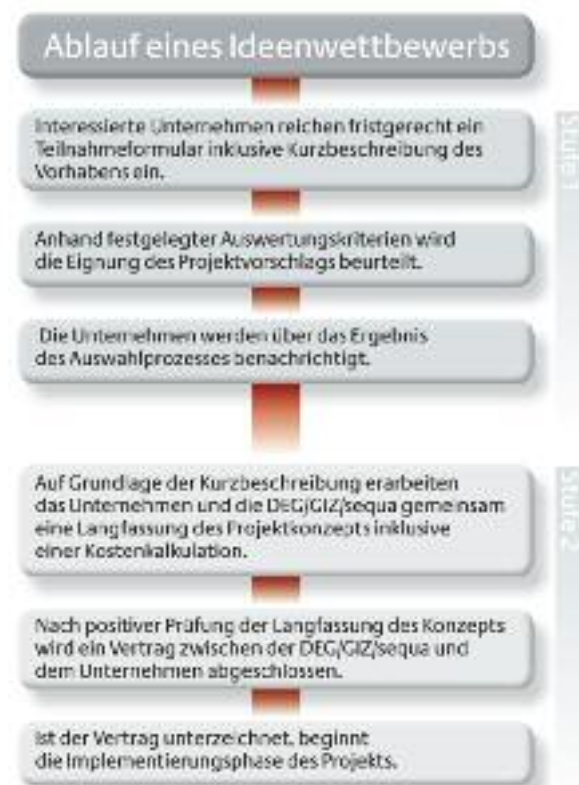 Ablauf eines Ideenwettbewerbs
Interessierte Unternehmen reichen fristgerecht ein
Teilnahmeformular inklusive Kurzbeschreibung des
Vorhabens ein.
Stufe 1
Anhand festgelegter Auswertungskriterien wird
die Eignung des Projektvorschlags beurteilt.
Die Unternehmen werden über das Ergebnis
des Auswahlprozesses benachrichtigt.
Auf Grundlage der Kurzbeschreibung erarbeiten
das Unternehmen und die DEG/GIZ/sequa gemeinsam
eine Langfassung des Projektkonzepts inklusive
einer Kostenkalkulation.
Stufe 2
Nach positiver Prüfung der Langfassung des Konzepts
wird ein Vertrag zwischen der DEG/GIZ/sequa und
dem Unternehmen abgeschlossen.
Ist der Vertrag unterzeichnet, beginnt
die Implementierungsphase des Projekts.